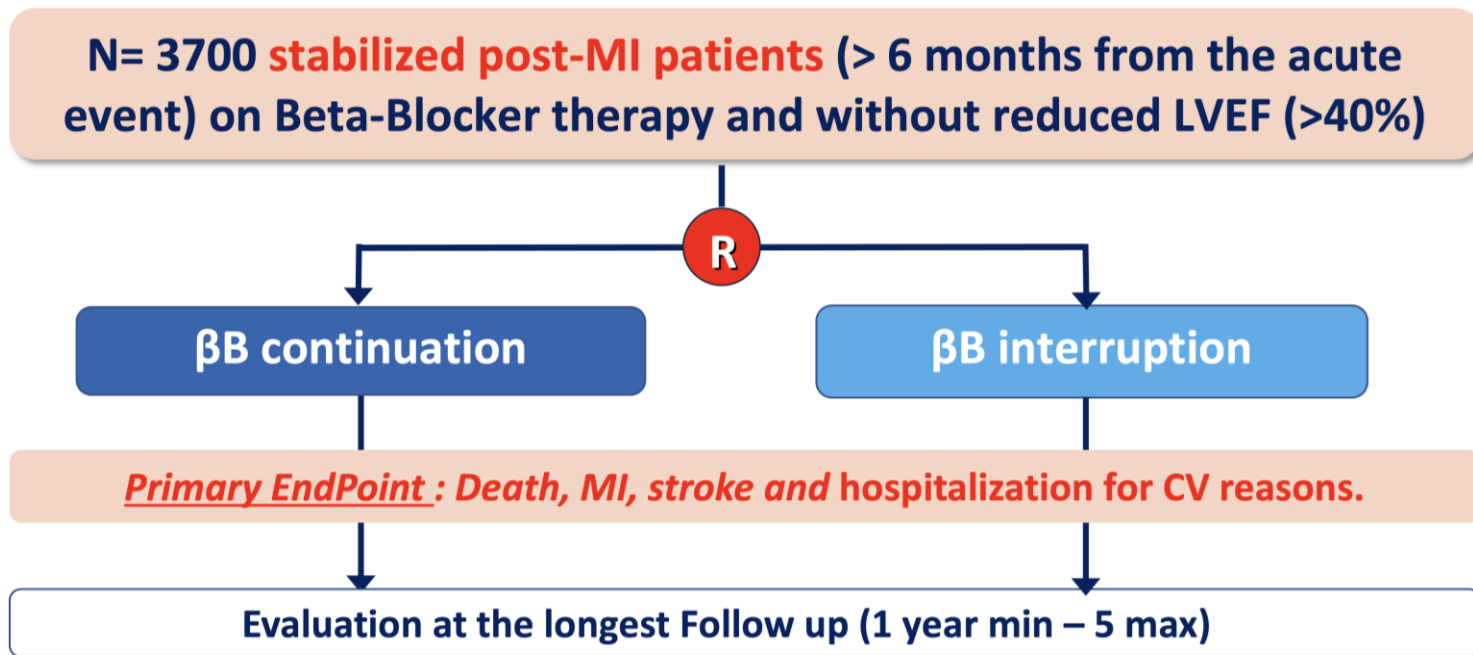 N= 3700 stabilized post-MI patients (> 6 months from the acute
event) on Beta-Blocker therapy and without reduced LVEF (>40%)
R
βB continuation
βB interruption
Primary EndPoint : Death, MI, stroke and hospitalization for CV reasons.
Evaluation at the longest Follow up (1 year min – 5 max)